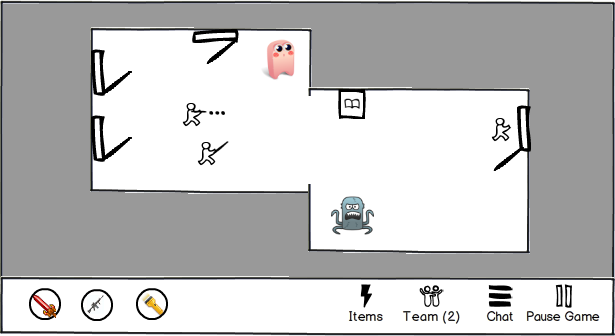 Items
Team (2)
Chat
Pause Game